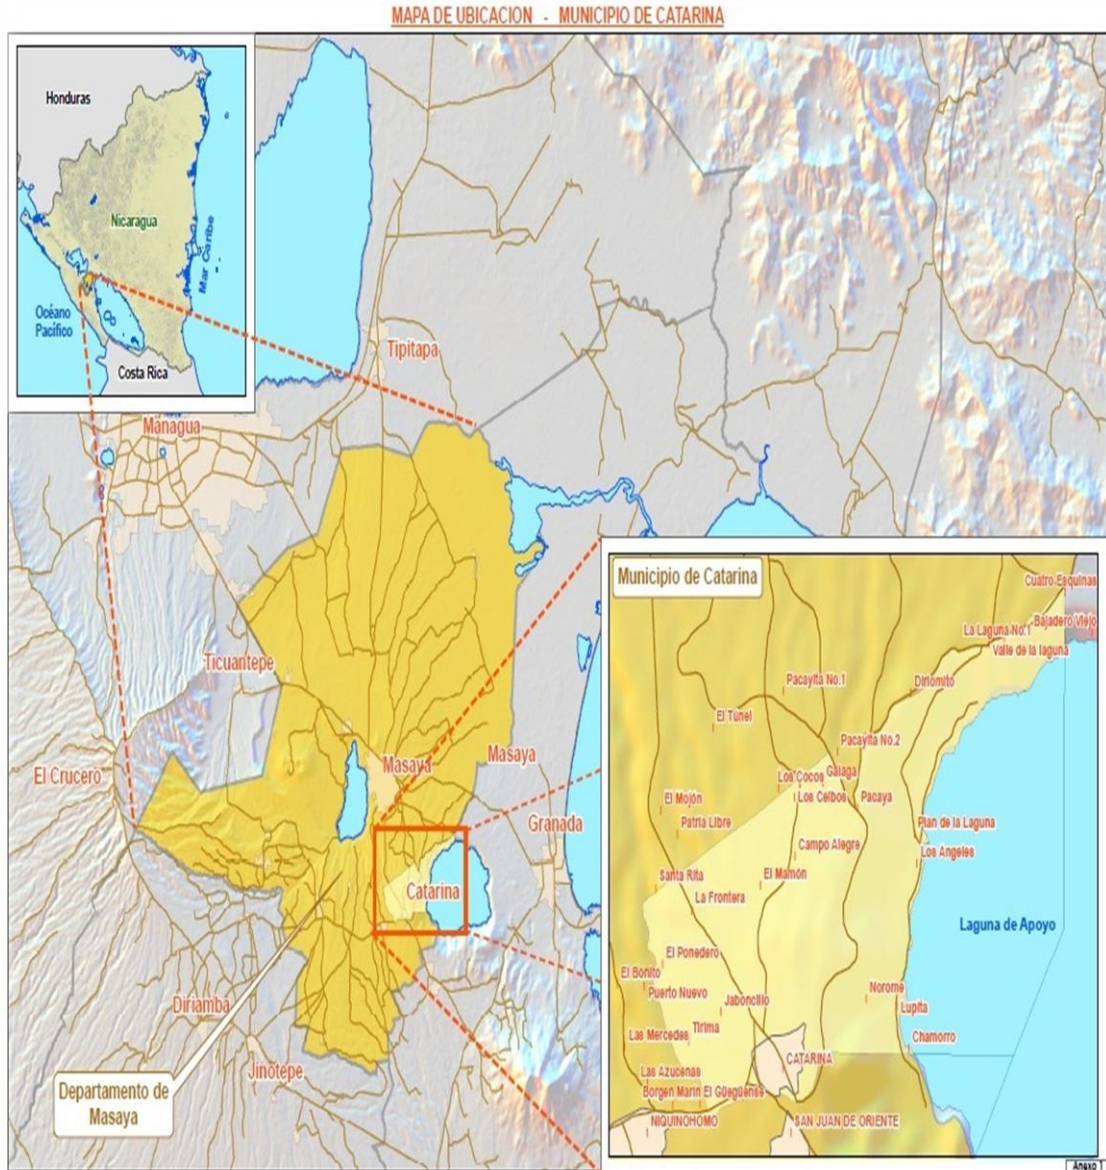 MAPA DE UBICACION - MUNICIPIO DE CATARINA
Honduras
Nicaragua
Mar Caribe
Océano
Pacífico
Costa Rica
Tipitapa
Managua
Ticuantepe
El Crucero
Masaya
Masaya
Granada
Catarina
Diriamba
Jinotepe
Departamento de
Masaya
Municipio de Catarina
Cuatro Esquinas
La Laguna No.1
Bajadero Viejo
Valle de la laguna
Pacayita No.1
Dinomito
El Túnel
Pacayita No.2
Los Cocos
Galaga
Los Ceibos
Pacaya
El Mojón
Patria Libre
Plan de la Laguna
Campo Alegre
Los Angeles
Santa Rita
El Mamón
La Frontera
Laguna de Apoyo
El Ponedero
El Bonito
Puerto Nuevo
Jaboncillo
Norome
Lupita
Las Mercedes
Tirima
Chamorro
CATARINA
Las Azucenas
Borgen Marin
El Güegüense
NIQUINOHOMO
SAN JUAN DE ORIENTE
Anexo 1